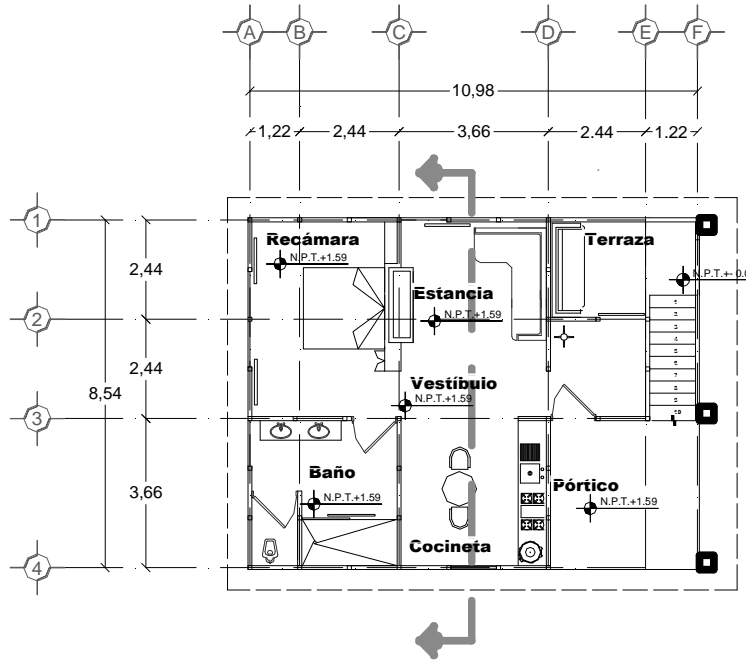 A B C D E F
10,98
1,22 2,44 3,66 2.44 1.22
1
Recámara
Terraza
N.P.T.+1.59
2,44
N.P.T.+- 0.0
Estancia
2
N.P.T.+1.59
2,44
Vestíbuio
8,54
N.P.T.+1.59
3
Baño
Pórtico
3,66
N.P.T.+1.59
N.P.T.+1.59
Cocineta
4